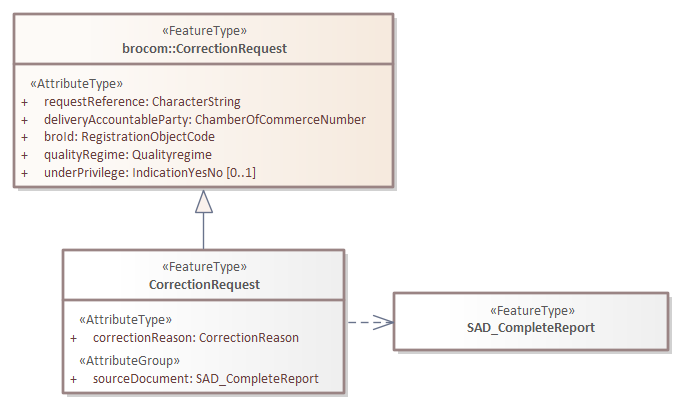 «FeatureType»
brocom::CorrectionRequest
«AttributeType»
+ requestReference: CharacterString
+ deliveryAccountableParty: ChamberOfCommerceNumber
+ broId: RegistrationObjectCode
+ qualityRegime: Qualityregime
+ underPrivilege: IndicationYesNo [0..1]
«FeatureType»
CorrectionRequest
«AttributeType»
+ correctionReason: CorrectionReason
«AttributeGroup»
+ sourceDocument: SAD_CompleteReport
«FeatureType»
SAD_CompleteReport